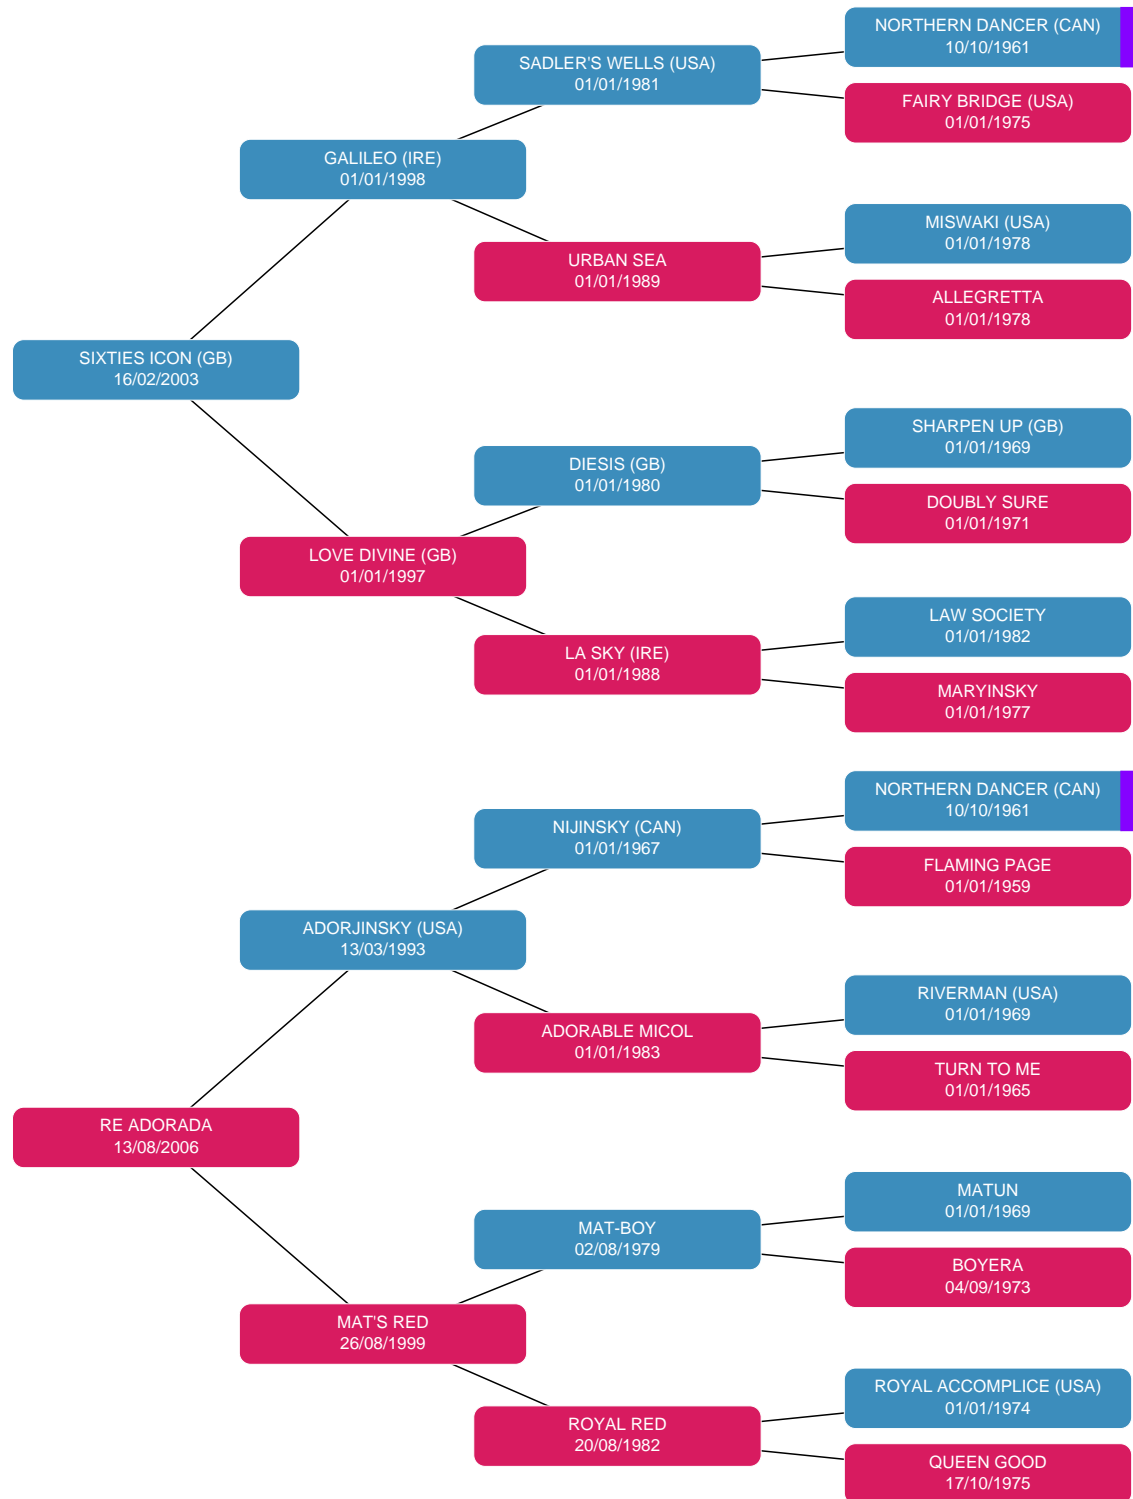 NORTHERN DANCER (CAN)
10/10/1961
SADLER'S WELLS (USA)
01/01/1981
FAIRY BRIDGE (USA)
01/01/1975
GALILEO (IRE)
01/01/1998
MISWAKI (USA)
01/01/1978
URBAN SEA
01/01/1989
ALLEGRETTA
01/01/1978
SIXTIES ICON (GB)
16/02/2003
SHARPEN UP (GB)
01/01/1969
DIESIS (GB)
01/01/1980
DOUBLY SURE
01/01/1971
LOVE DIVINE (GB)
01/01/1997
LAW SOCIETY
01/01/1982
LA SKY (IRE)
01/01/1988
MARYINSKY
01/01/1977
NORTHERN DANCER (CAN)
10/10/1961
NIJINSKY (CAN)
01/01/1967
FLAMING PAGE
01/01/1959
ADORJINSKY (USA)
13/03/1993
RIVERMAN (USA)
01/01/1969
ADORABLE MICOL
01/01/1983
TURN TO ME
01/01/1965
RE ADORADA
13/08/2006
MATUN
01/01/1969
MAT-BOY
02/08/1979
BOYERA
04/09/1973
MAT'S RED
26/08/1999
ROYAL ACCOMPLICE (USA)
01/01/1974
ROYAL RED
20/08/1982
QUEEN GOOD
17/10/1975